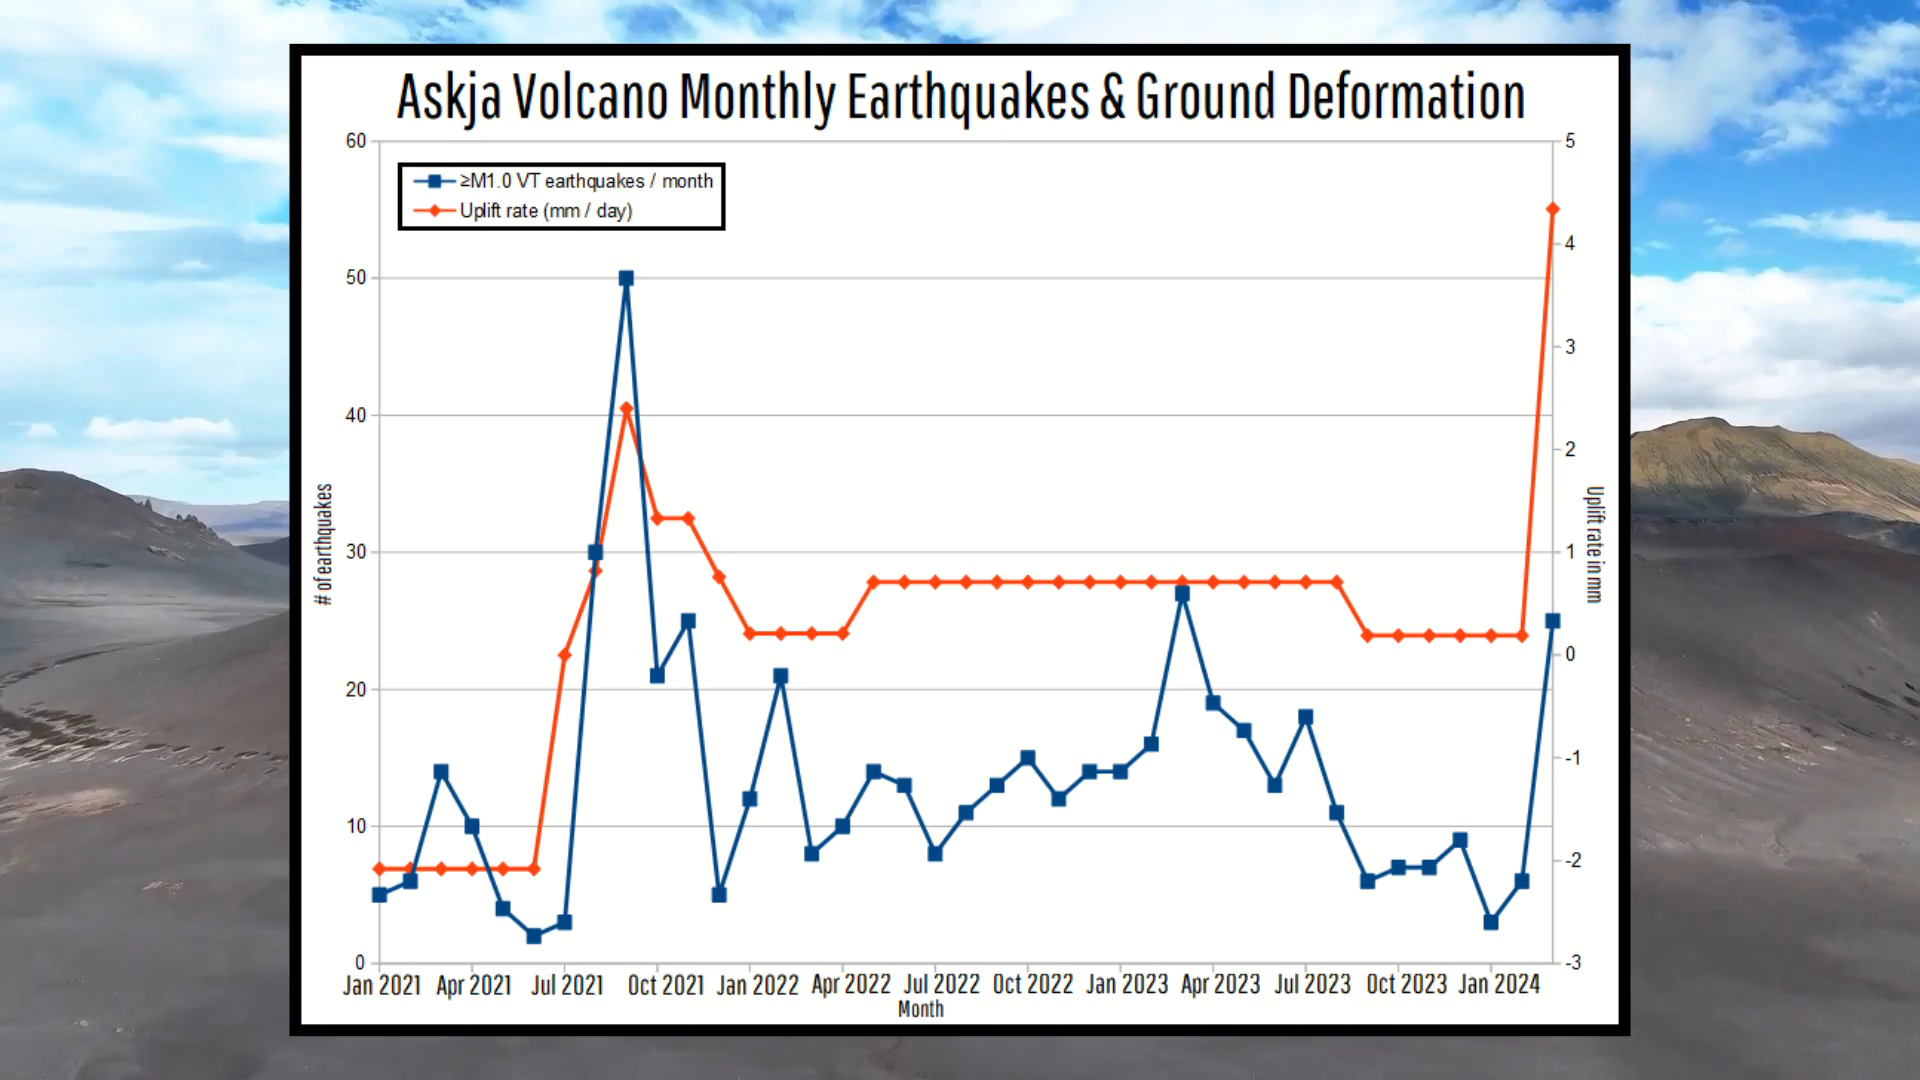 Askja Volcano Monthly Earthquakes & Ground Deformation
≥M1.0 VT earthquakes / month
Uplift rate (mm / day)
60
50
40
30
20
10
0
# of earthquakes
5
4
3
2
1
0
-1
-2
-3
Uplift rate in mm
Jan 2021 Apr 2021 Jul 2021 Oct 2021 Jan 2022 Apr 2022 Jul 2022 Oct 2022 Jan 2023 Apr 2023 Jul 2023 Oct 2023 Jan 2024
Month